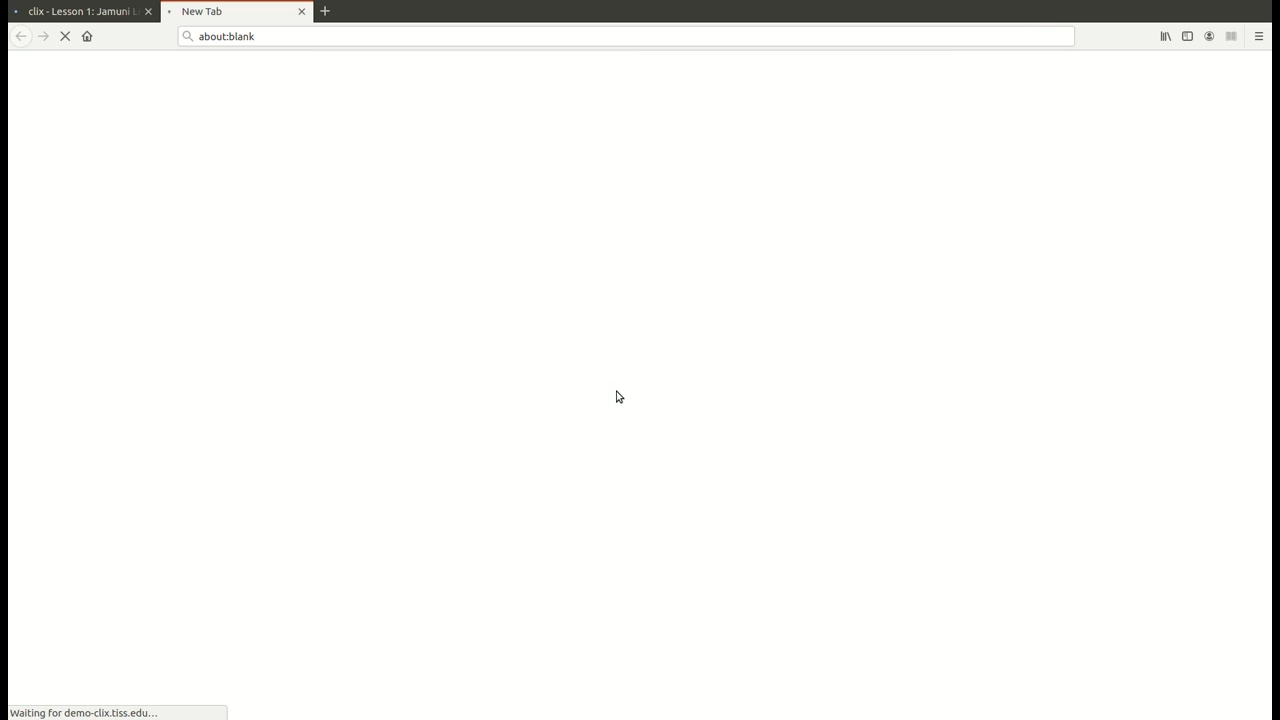 clix - Lesson 1: Jamuni L
New Tab
about:blank
Waiting for demo-clix.tiss.edu…